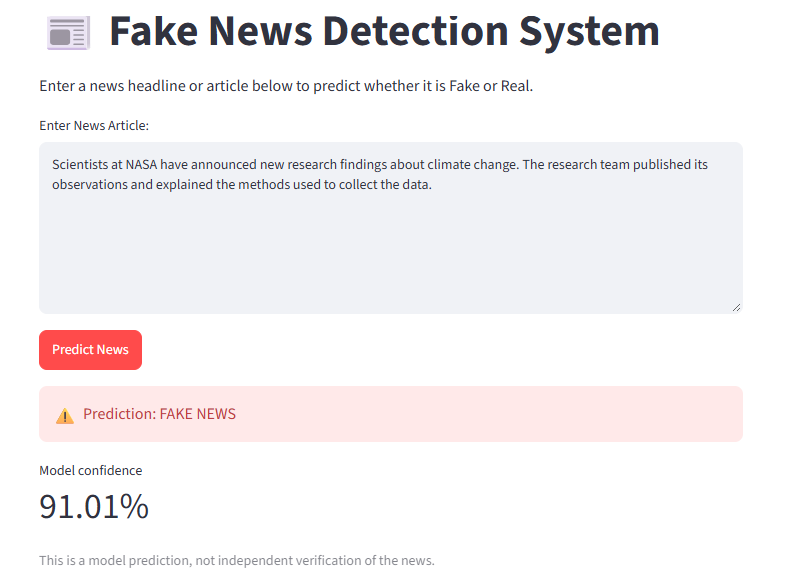 Fake News Detection System
Enter a news headline or article below to predict whether it is Fake or Real.
Enter News Article:
Scientists at NASA have announced new research findings about climate change. The research team published its
observations and explained the methods used to collect the data.
Predict News
Prediction: FAKE NEWS
Model confidence
91.01%
This is a model prediction, not independent verification of the news.